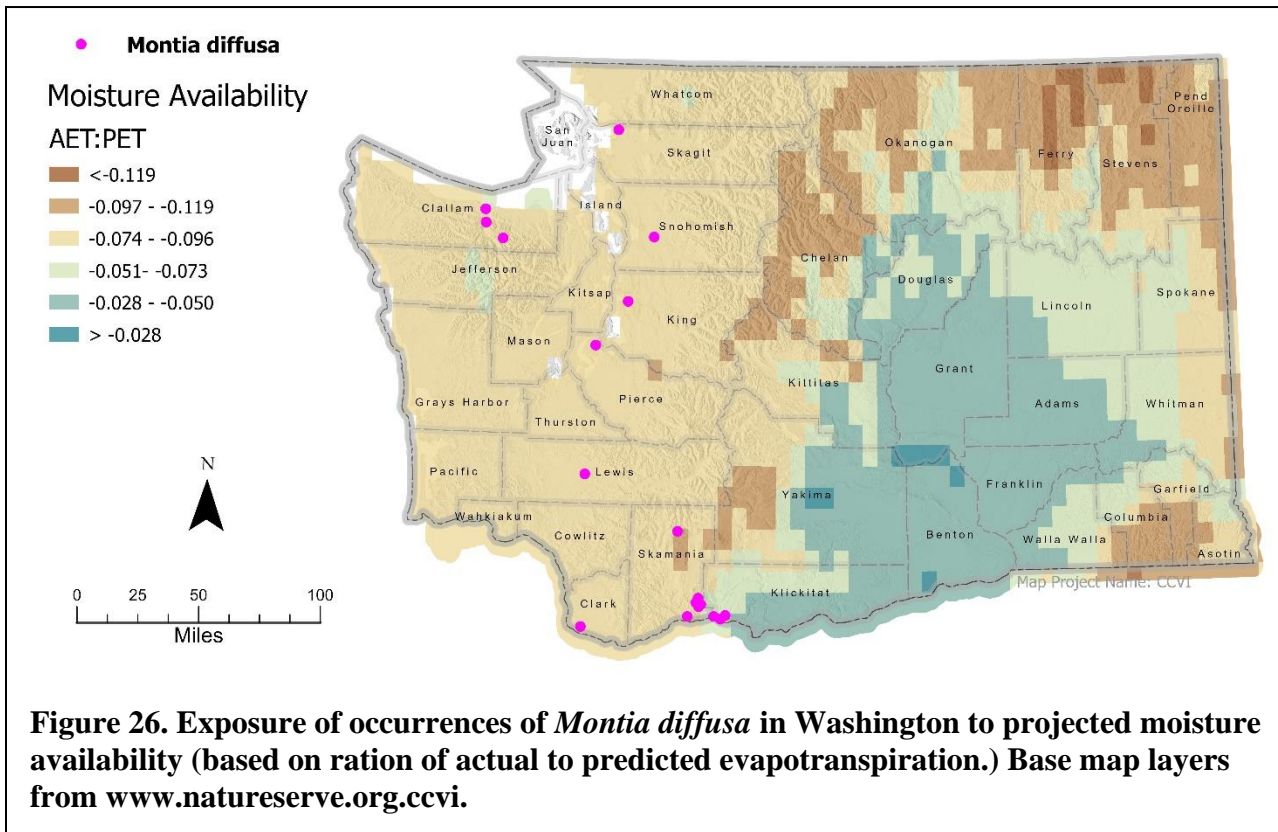 Montia diffusa
Moisture Availability
AET:PET
<-0.119
-0.097 - -0.119
-0.074 - -0.096
-0.051- -0.073
-0.028 - -0.050
> -0.028
Whatcom
San
Juan
Skagit
Okanogan
Ferry
Stevens
Pend
Oreille
Clallam
Island
Snohomish
Jefferson
Chelan
Douglas
Kitsap
King
Lincoln
Spokane
Mason
Grant
Kittitas
Grays Harbor
Pierce
Adams
Whitman
Thurston
N
Pacific
Lewis
Yakima
Franklin
Garfield
Wahkiakum
Columbia
Cowlitz
Skamania
Benton
Walla Walla
Asotin
Map Project Name: CCVI
Klickitat
Clark
0 25 50 100
Miles
Figure 26. Exposure of occurrences of Montia diffusa in Washington to projected moisture
availability (based on ration of actual to predicted evapotranspiration.) Base map layers
from www.natureserve.org.ccvi.